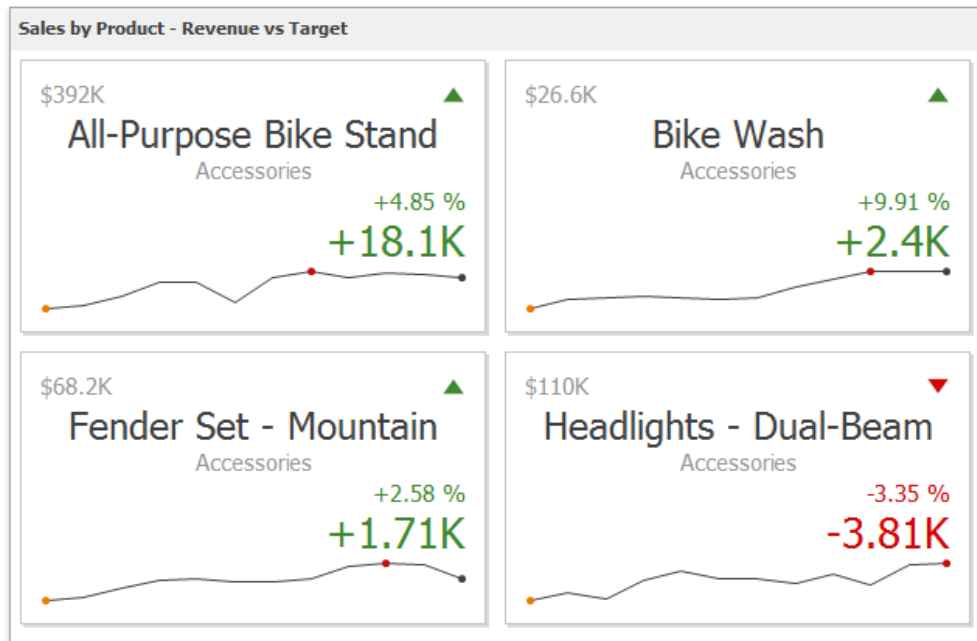 Sales by Product - Revenue vs Target
$392K
All-Purpose Bike Stand
Accessories
+4.85 %
+18.1K
$26.6K
Bike Wash
Accessories
+9.91 %
+2.4K
$68.2K
Fender Set - Mountain
Accessories
+2.58 %
+1.71K
$110K
Headlights - Dual-Beam
Accessories
-3.35 %
-3.81K